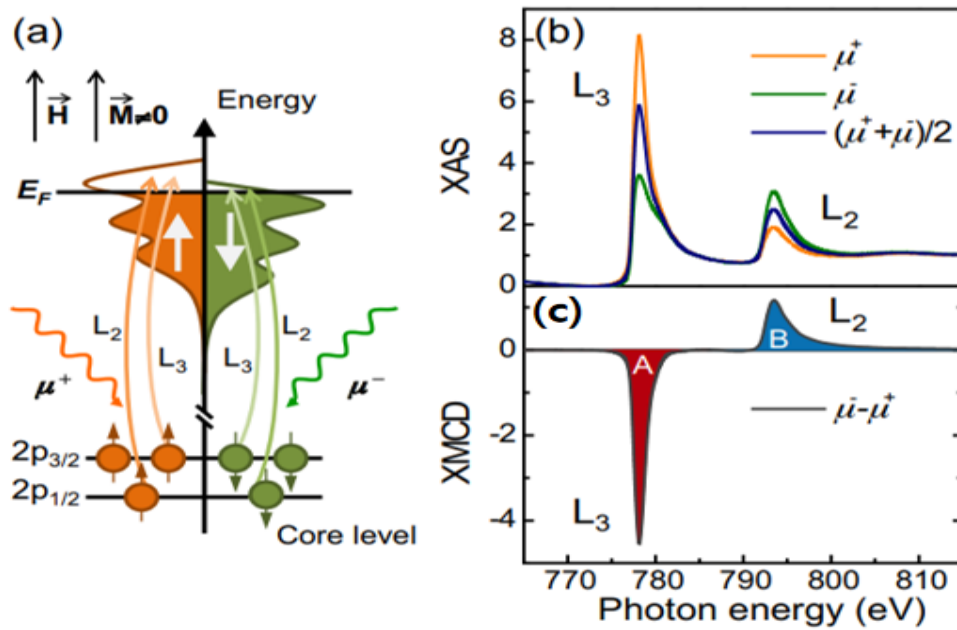 (a)
H M≠0
Energy
E_F
L₂
L₃
L₃
L₂
μ⁺
μ⁻
2p₃/₂
2p₁/₂
Core level
(b)
XAS
8
6
4
2
0
L₃
L₂
μ⁺
μ⁻
(μ⁺+μ⁻)/2
(c)
XMCD
0
-2
-4
A
B
L₂
L₃
μ⁻-μ⁺
770 780 790 800 810
Photon energy (eV)